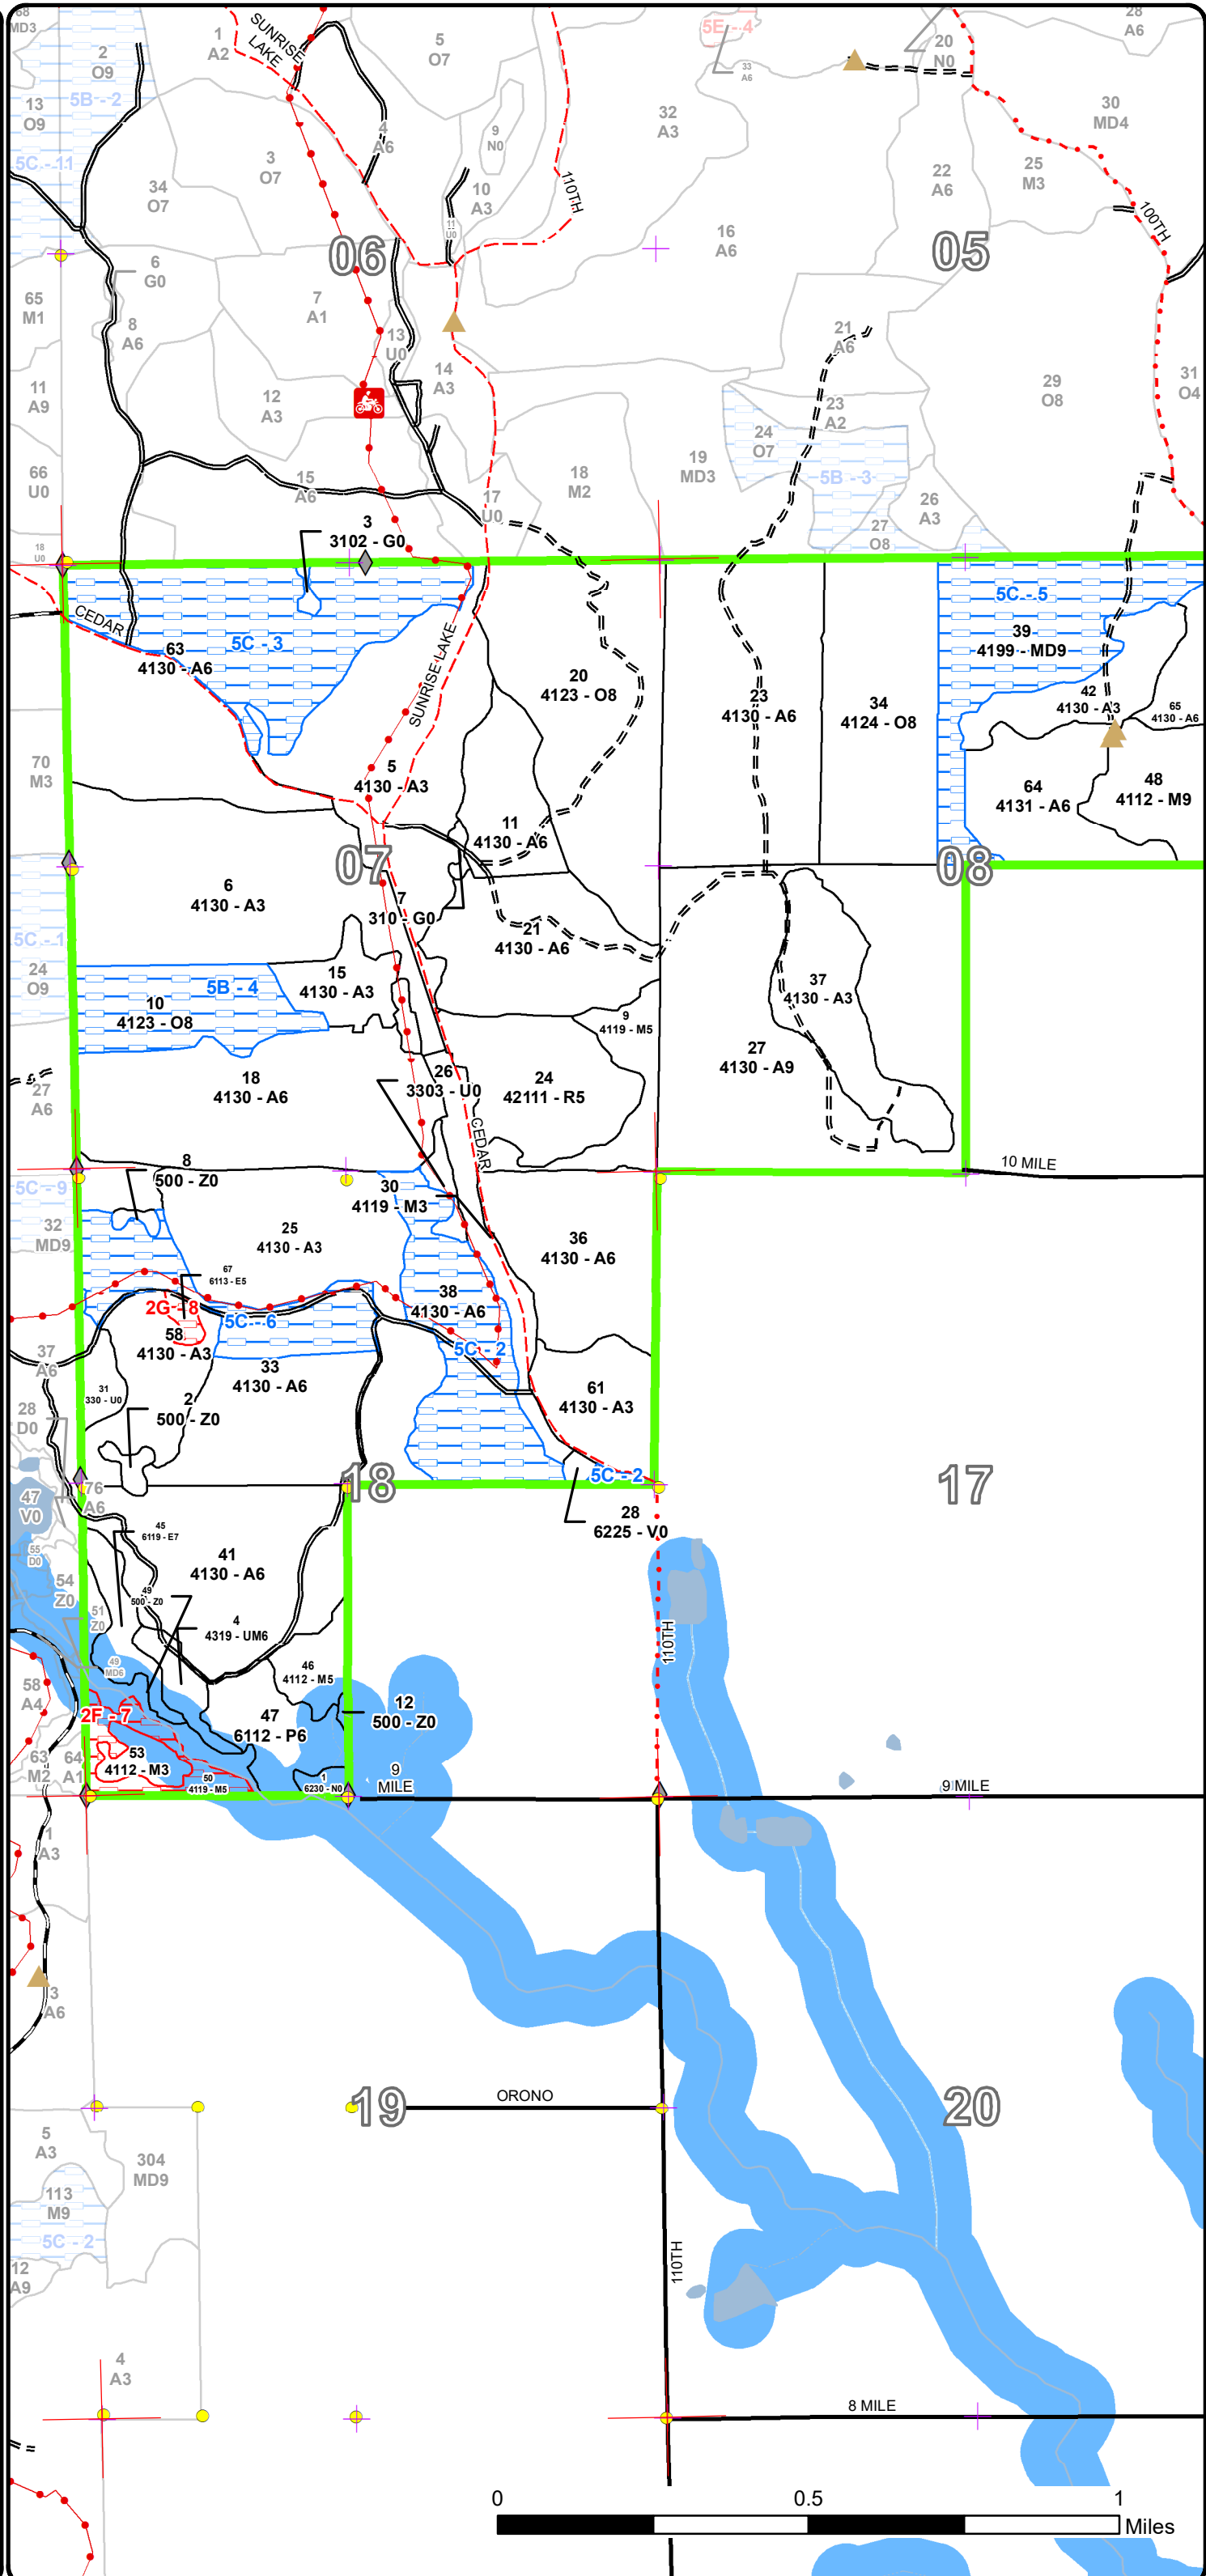 68
MD3
2
O9
5B - 2
13
O9
5C - 11
1
A2
SUNRISE
LAKE
5
O7
5E - 4
33
A6
20
N0
28
A6
30
MD4
32
A3
4
A6
9
N0
3
O7
34
O7
10
A3
110TH
11
U0
22
A6
25
M3
100TH
16
A6
06
05
6
G0
65
M1
8
A6
7
A1
13
U0
14
A3
21
A6
11
A9
12
A3
29
O8
31
O4
23
A2
24
O7
5B - 3
66
U0
15
A6
18
M2
19
MD3
17
U0
26
A3
27
O8
18
U0
3
3102 - G0
CEDAR
63
4130 - A6
5C - 3
SUNRISE LAKE
20
4123 - O8
23
4130 - A6
34
4124 - O8
5C - 5
39
4199 - MD9
42
4130 - A3
65
4130 - A6
70
M3
5
4130 - A3
64
4131 - A6
48
4112 - M9
11
4130 - A6
07
08
6
4130 - A3
7
310 - G0
21
4130 - A6
5C - 1
24
O9
5B - 4
10
4123 - O8
15
4130 - A3
37
4130 - A3
9
4119 - M5
27
4130 - A9
27
A6
18
4130 - A6
26
3303 - U0
24
42111 - R5
CEDAR
10 MILE
8
500 - Z0
5C - 9
32
MD9
30
4119 - M3
25
4130 - A3
36
4130 - A6
67
6113 - E5
2G - 8
5C - 6
38
4130 - A6
58
4130 - A3
5C - 2
37
A6
33
4130 - A6
31
330 - U0
2
500 - Z0
61
4130 - A3
28
D0
5C - 2
18
17
76
A6
47
V0
28
6225 - V0
45
6119 - E7
41
4130 - A6
55
D0
54
Z0
49
500 - Z0
51
Z0
4
4319 - UM6
110TH
49
MD6
46
4112 - M5
58
A4
2F - 7
47
6112 - P6
12
500 - Z0
53
4112 - M3
63
M2
64
A1
50
4119 - M5
1
6230 - N0
9
MILE
9 MILE
1
A3
3
A6
ORONO
19
20
5
A3
304
MD9
113
M9
5C - 2
12
A9
110TH
4
A3
8 MILE
0
0.5
1
Miles